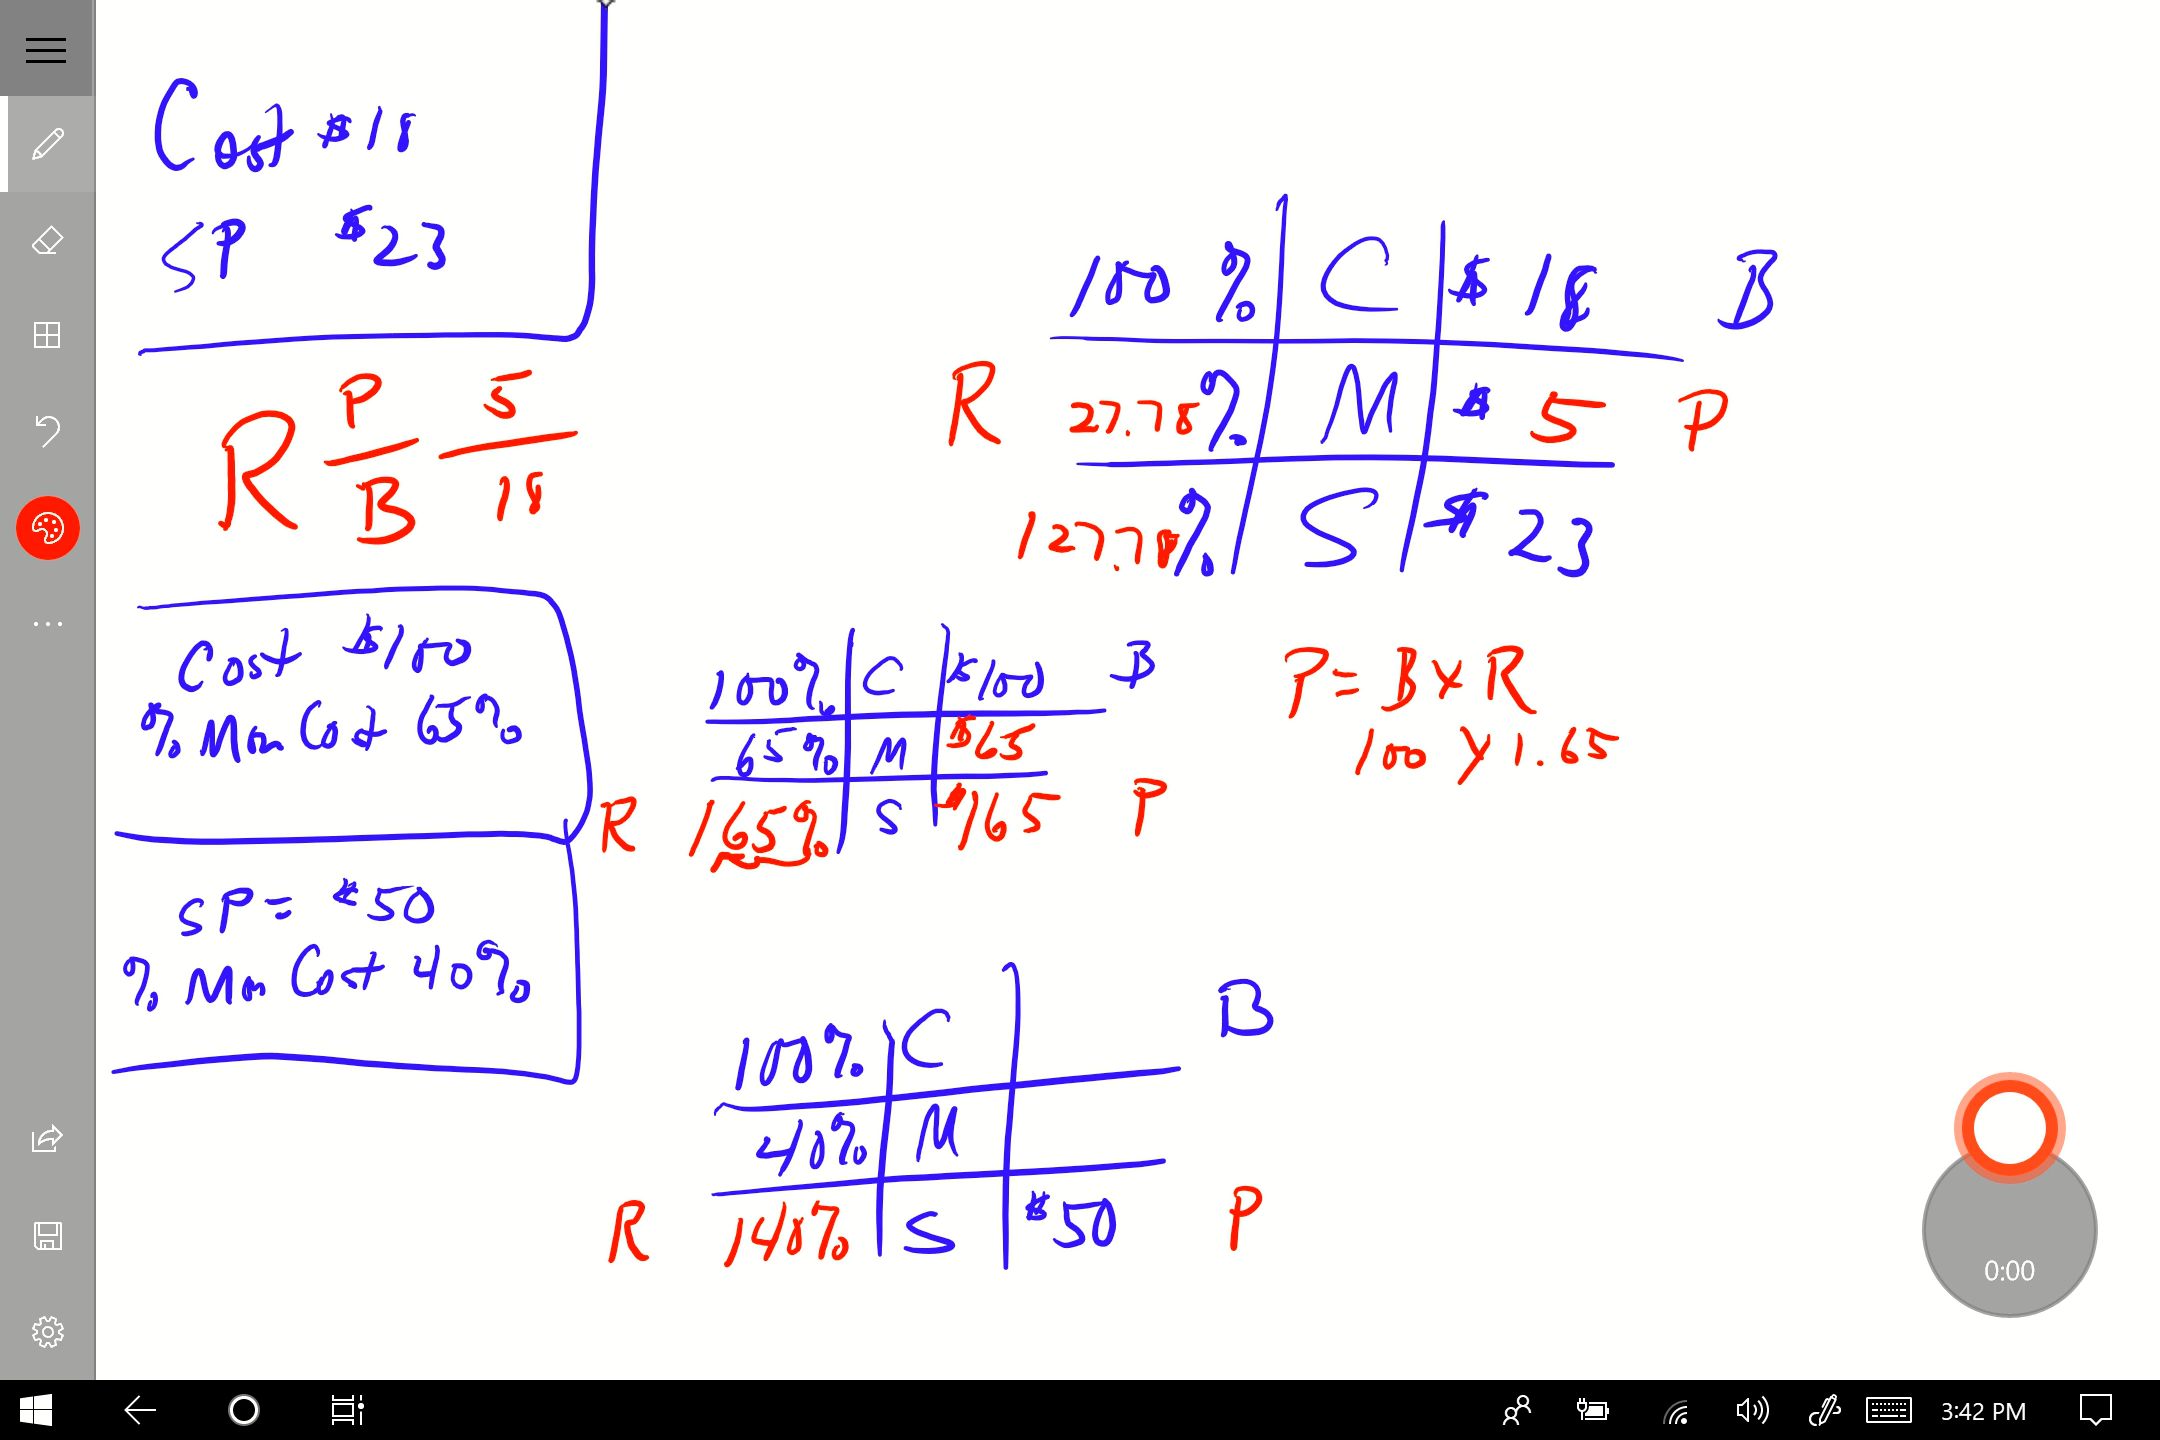 Cost $18
SP $23
R P/B 5/18
Cost $100
% M on Cost 65%
SP = $50
% M on Cost 40%
100% C $18 B
R 27.78% M $5 P
127.78% S $23
100% C $100 B
65% M $65
R 165% S $165 P
P = B x R
100 x 1.65
100% C B
40% M
R 140% S $50 P
0:00
3:42 PM